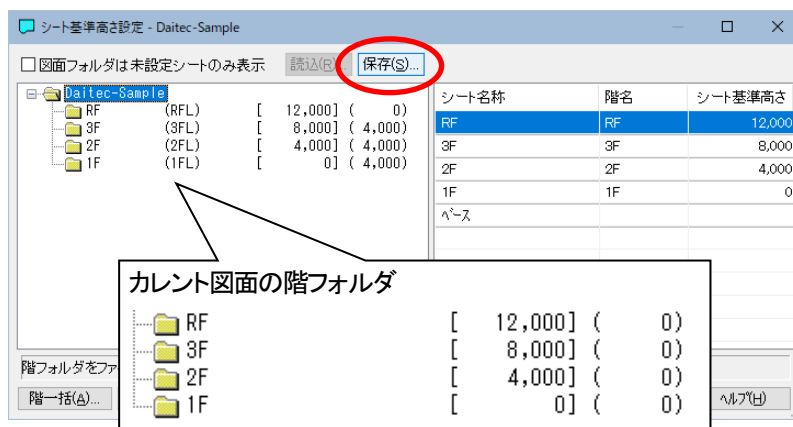 シート基準高さ設定 - Daitec-Sample
図面フォルダは未設定シートのみ表示 読込(R)... 保存(S)...
Daitec-Sample
RF (RFL) [ 12,000] ( 0)
3F (3FL) [ 8,000] ( 4,000)
2F (2FL) [ 4,000] ( 4,000)
1F (1FL) [ 0] ( 4,000)
シート名称 階名 シート基準高さ
RF RF 12,000
3F 3F 8,000
2F 2F 4,000
1F 1F 0
ベース
カレント図面の階フォルダ
RF [ 12,000] ( 0)
3F [ 8,000] ( 0)
2F [ 4,000] ( 0)
1F [ 0] ( 0)
階フォルダをファ
階一括(A)... ヘルプ(H)